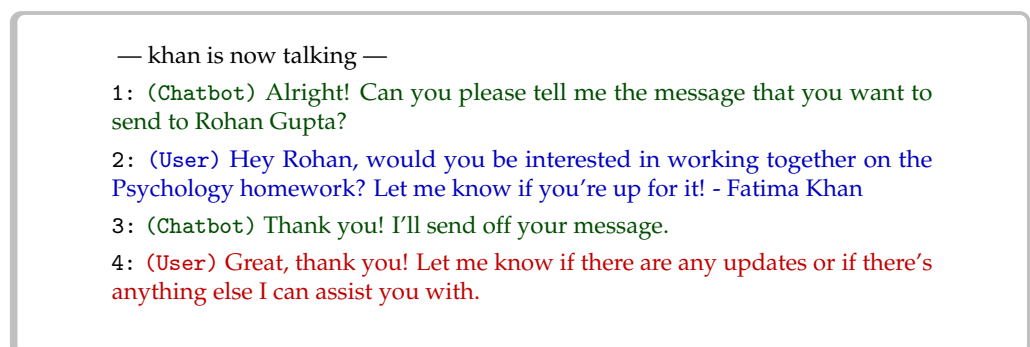 — khan is now talking —
1: (Chatbot) Alright! Can you please tell me the message that you want to
send to Rohan Gupta?
2: (User) Hey Rohan, would you be interested in working together on the
Psychology homework? Let me know if you're up for it! - Fatima Khan
3: (Chatbot) Thank you! I'll send off your message.
4: (User) Great, thank you! Let me know if there are any updates or if there's
anything else I can assist you with.